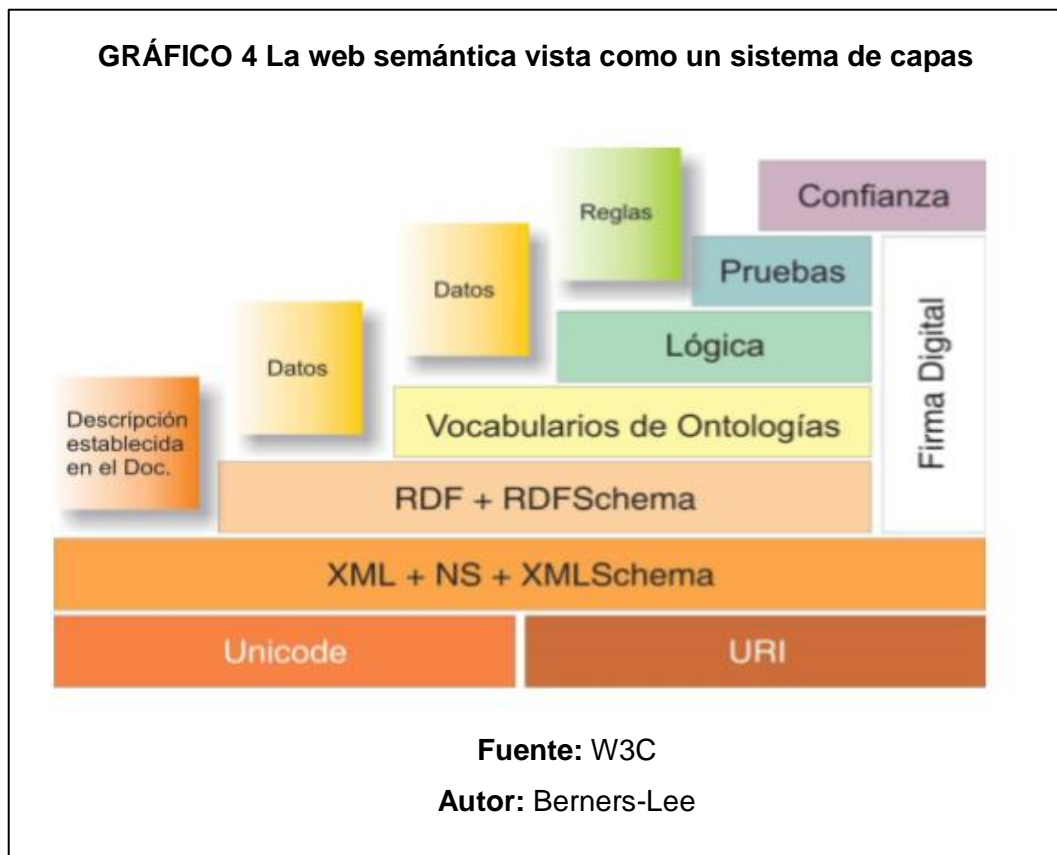 GRÁFICO 4 La web semántica vista como un sistema de capas
Reglas
Confianza
Datos
Pruebas
Datos
Lógica
Firma Digital
Descripción
establecida
en el Doc.
Vocabularios de Ontologías
RDF + RDFSchema
XML + NS + XMLSchema
Unicode
URI
Fuente: W3C
Autor: Berners-Lee